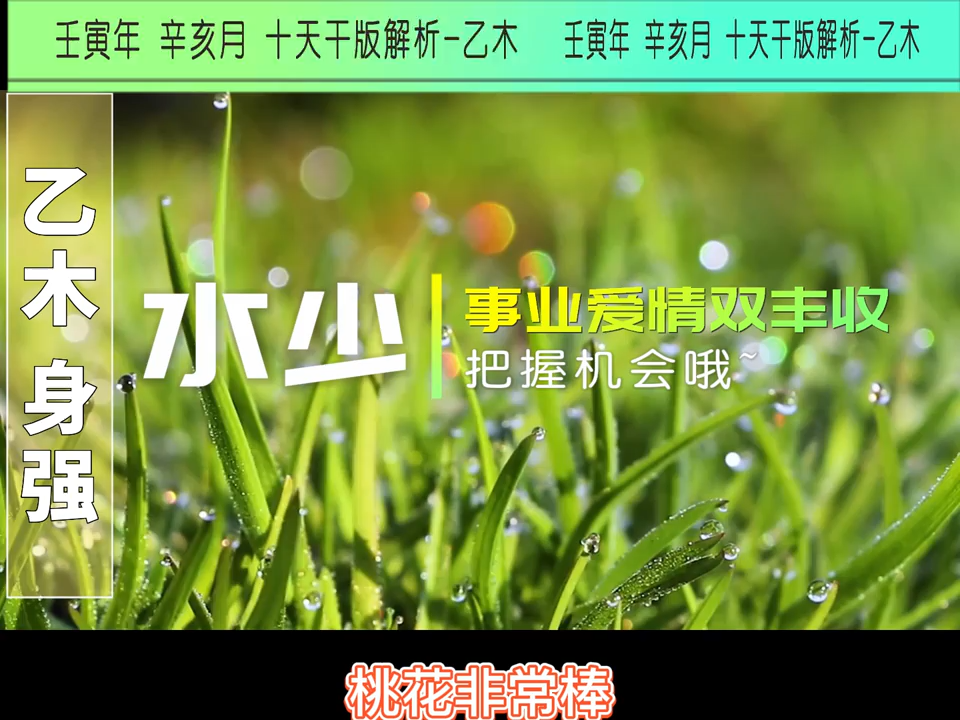 壬寅年 辛亥月 十天干版解析-乙木 壬寅年 辛亥月 十天干版解析-乙木
乙木 身强
水少
事业爱情双丰收
把握机会哦~
桃花非常棒